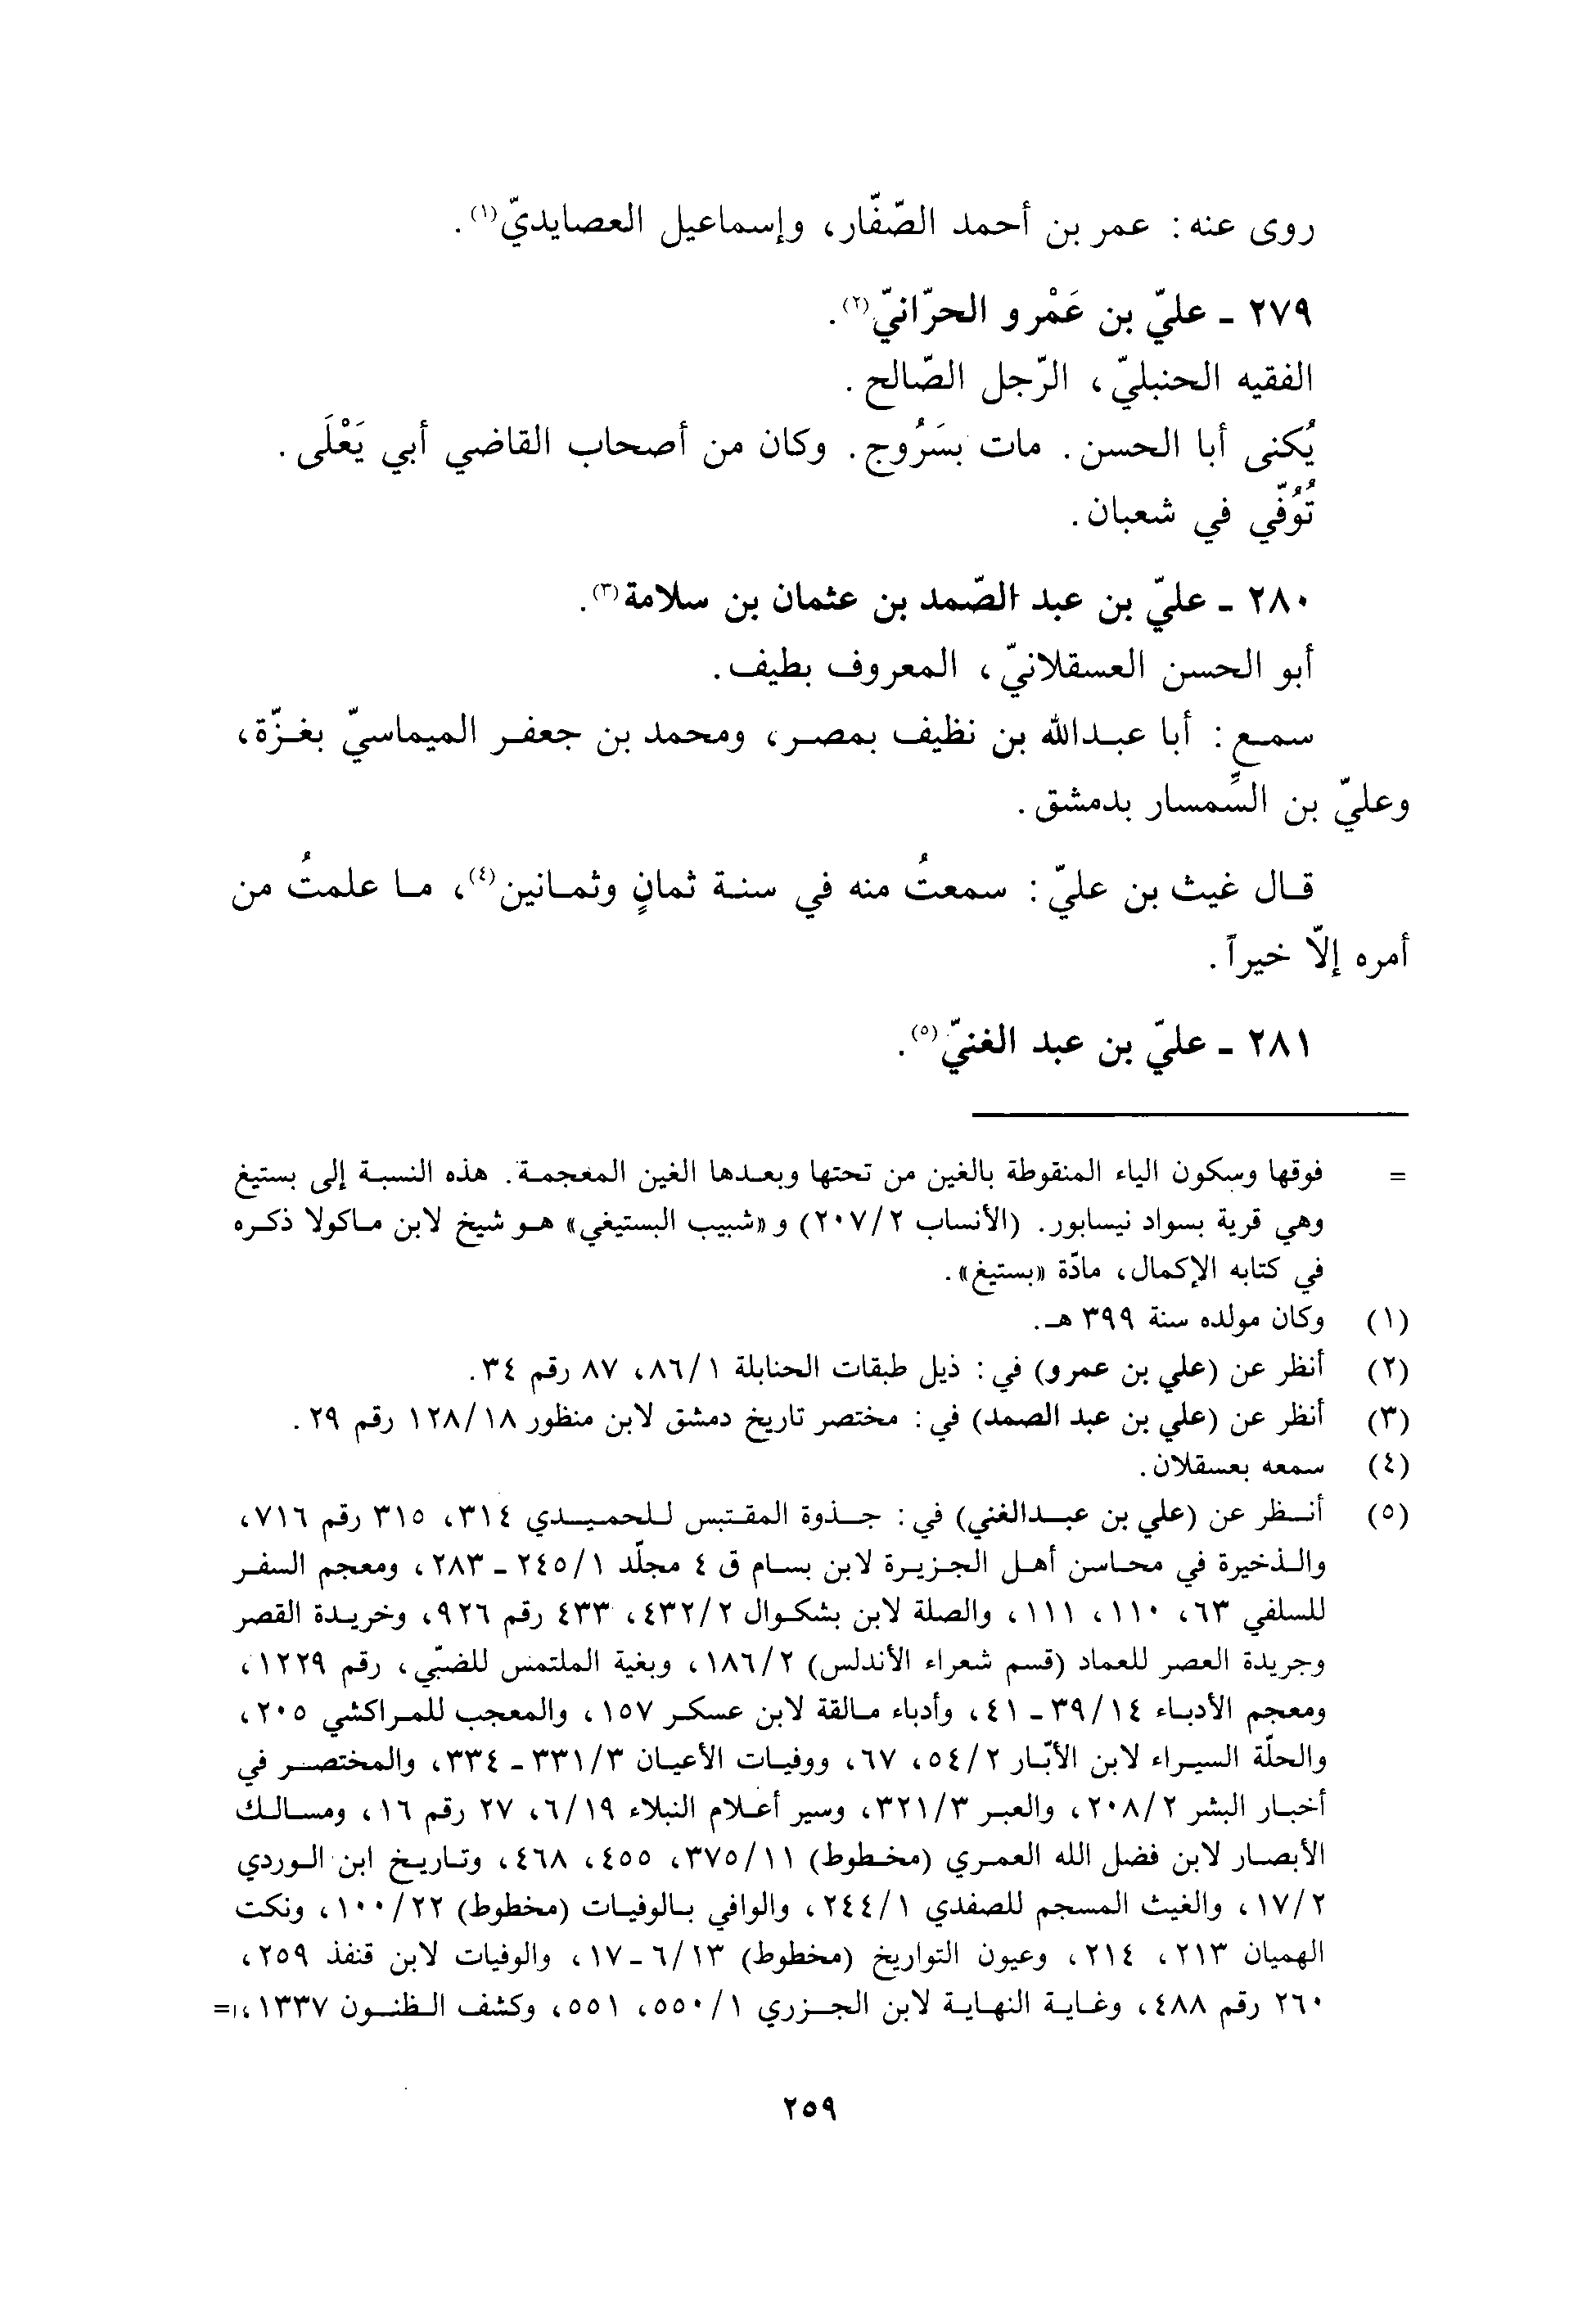 روى عنه: عمر بن أحمد الصّفّار، وإسماعيل العصايديّ(١).
٢٧٩ ـ عليّ بن عَمْرو الحرّانيّ(٢).
الفقيه الحنبليّ، الرّجل الصّالح.
يُكنى أبا الحسن. مات بسَرُوج. وكان من أصحاب القاضي أبي يَعْلَى.
تُوُفّي في شعبان.
٢٨٠ ـ عليّ بن عبد الصّمد بن عثمان بن سلامة(٣).
أبو الحسن العسقلانيّ، المعروف بطيف.
سمع: أبا عبدالله بن نظيف بمصر، ومحمد بن جعفر الميماسيّ بغزّة،
وعليّ بن السِّمسار بدمشق.
قال غيث بن عليّ: سمعتُ منه في سنة ثمانٍ وثمانين(٤)، ما علمتُ من
أمره إلّا خيراً.
٢٨١ ـ عليّ بن عبد الغنيّ(٥).
= فوقها وسكون الياء المنقوطة بالغين من تحتها وبعدها الغين المعجمة. هذه النسبة إلى بستيغ
وهي قرية بسواد نيسابور. (الأنساب ٢/٢٠٧) و«شبيب البستيغي» هو شيخ لابن ماكولا ذكره
في كتابه الإكمال، مادّة «بستيغ».
(١) وكان مولده سنة ٣٩٩ هـ.
(٢) أنظر عن (علي بن عمرو) في: ذيل طبقات الحنابلة ١/٨٦، ٨٧ رقم ٣٤.
(٣) أنظر عن (علي بن عبد الصمد) في: مختصر تاريخ دمشق لابن منظور ١٨/١٢٨ رقم ٢٩.
(٤) سمعه بعسقلان.
(٥) أنظر عن (علي بن عبدالغني) في: جذوة المقتبس للحميدي ٣١٤، ٣١٥ رقم ٧١٦،
والذخيرة في محاسن أهل الجزيرة لابن بسام ق ٤ مجلّد ١/٢٤٥ ـ ٢٨٣، ومعجم السفر
للسلفي ٦٣، ١١٠، ١١١، والصلة لابن بشكوال ٢/٤٣٢، ٤٣٣ رقم ٩٢٦، وخريدة القصر
وجريدة العصر للعماد (قسم شعراء الأندلس) ٢/١٨٦، وبغية الملتمس للضبّي، رقم ١٢٢٩،
ومعجم الأدباء ١٤/٣٩ ـ ٤١، وأدباء مالقة لابن عسكر ١٥٧، والمعجب للمراكشي ٢٠٥،
والحلّة السيراء لابن الأبّار ٢/٥٤، ٦٧، ووفيات الأعيان ٣/٣٣١ ـ ٣٣٤، والمختصر في
أخبار البشر ٢/٢٠٨، والعبر ٣/٣٢١، وسير أعلام النبلاء ١٩/٦، ٢٧ رقم ١٦، ومسالك
الأبصار لابن فضل الله العمري (مخطوط) ١١/٣٧٥، ٤٥٥، ٤٦٨، وتاريخ ابن الوردي
٢/١٧، والغيث المسجم للصفدي ١/٢٤٤، والوافي بالوفيات (مخطوط) ٢٢/١٠٠، ونكت
الهميان ٢١٣، ٢١٤، وعيون التواريخ (مخطوط) ١٣/٦ ـ ١٧، والوفيات لابن قنفذ ٢٥٩،
٢٦٠ رقم ٤٨٨، وغاية النهاية لابن الجزري ١/٥٥٠، ٥٥١، وكشف الظنون ١٣٣٧، =
٢٥٩